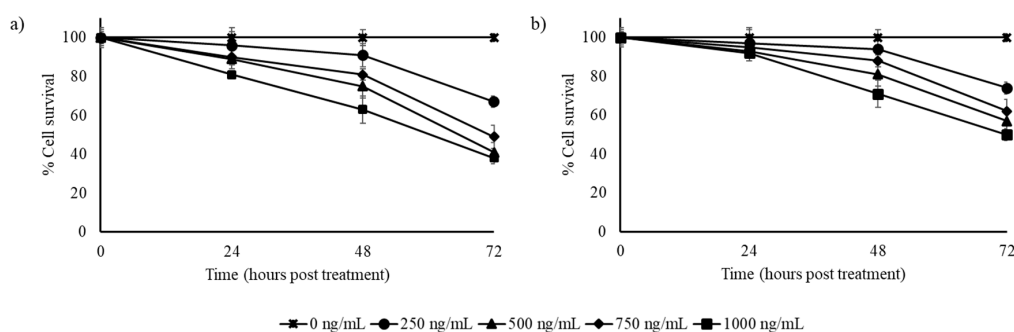 a)
% Cell survival
100
80
60
40
20
0
0 24 48 72
Time (hours post treatment)
b)
% Cell survival
100
80
60
40
20
0
0 24 48 72
Time (hours post treatment)
0 ng/mL 250 ng/mL 500 ng/mL 750 ng/mL 1000 ng/mL